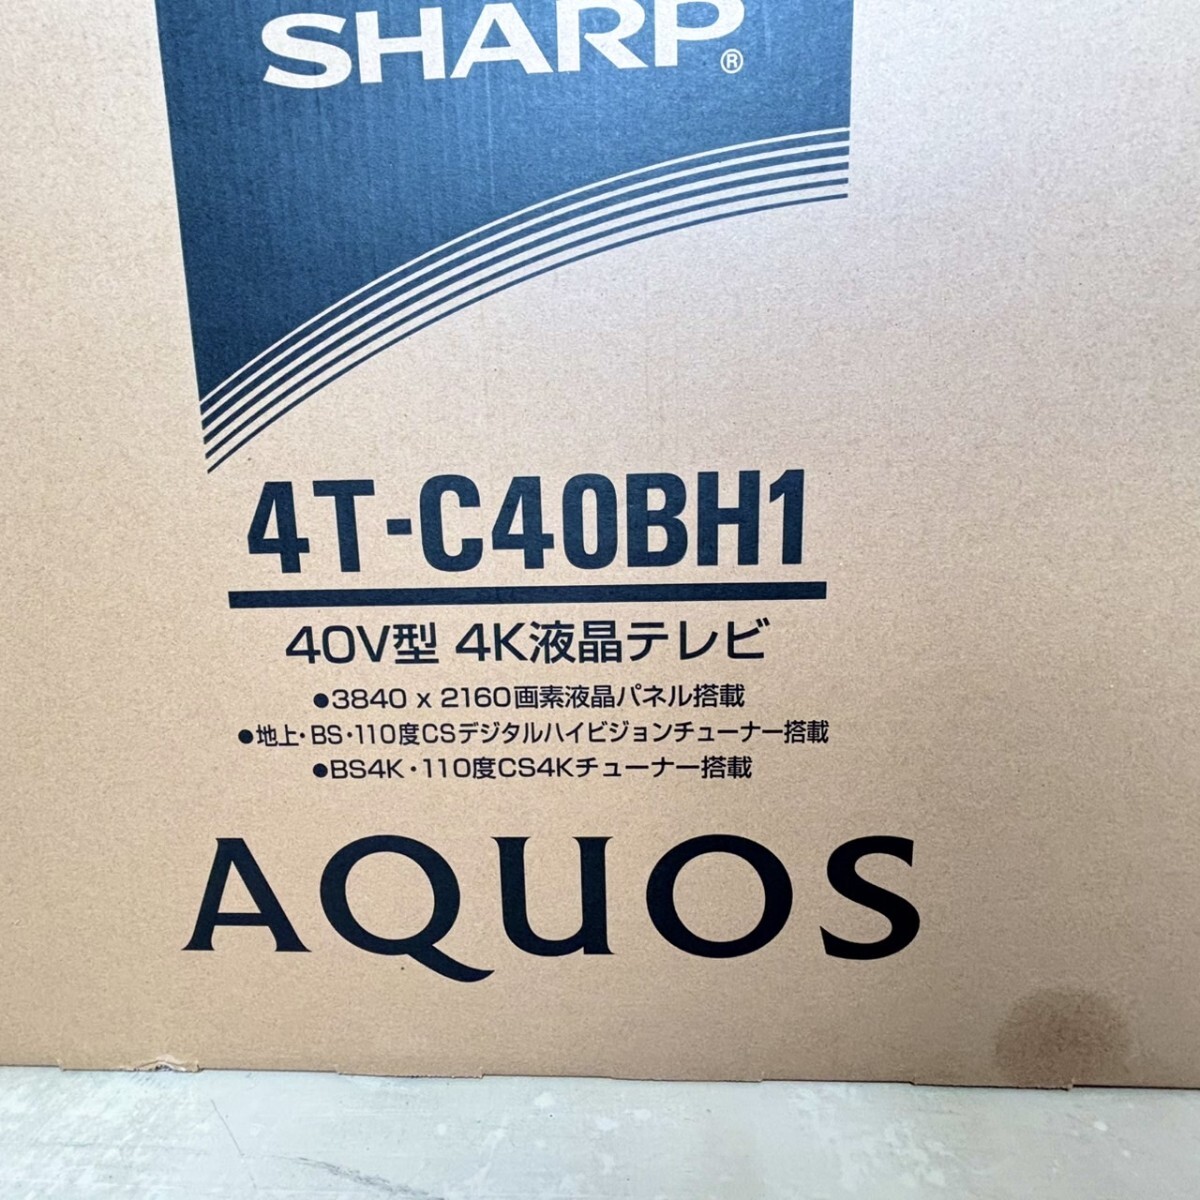 SHARP®
4T-C40BH1
40V型 4K液晶テレビ
●3840 x 2160画素液晶パネル搭載
●地上・BS・110度CSデジタルハイビジョンチューナー搭載
●BS4K・110度CS4Kチューナー搭載
AQUOS